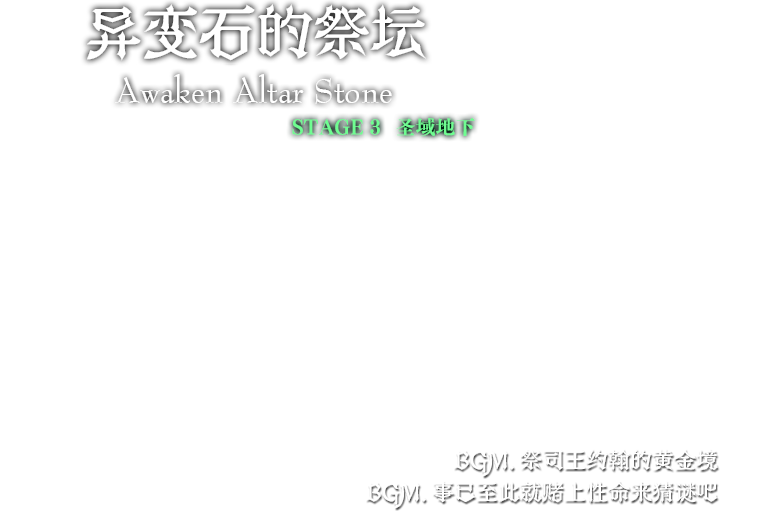 异变石的祭坛
Awaken Altar Stone
STAGE 3 圣域地下
BGM. 祭司王约翰的黄金境
BGM. 事已至此就赌上性命来猜谜吧